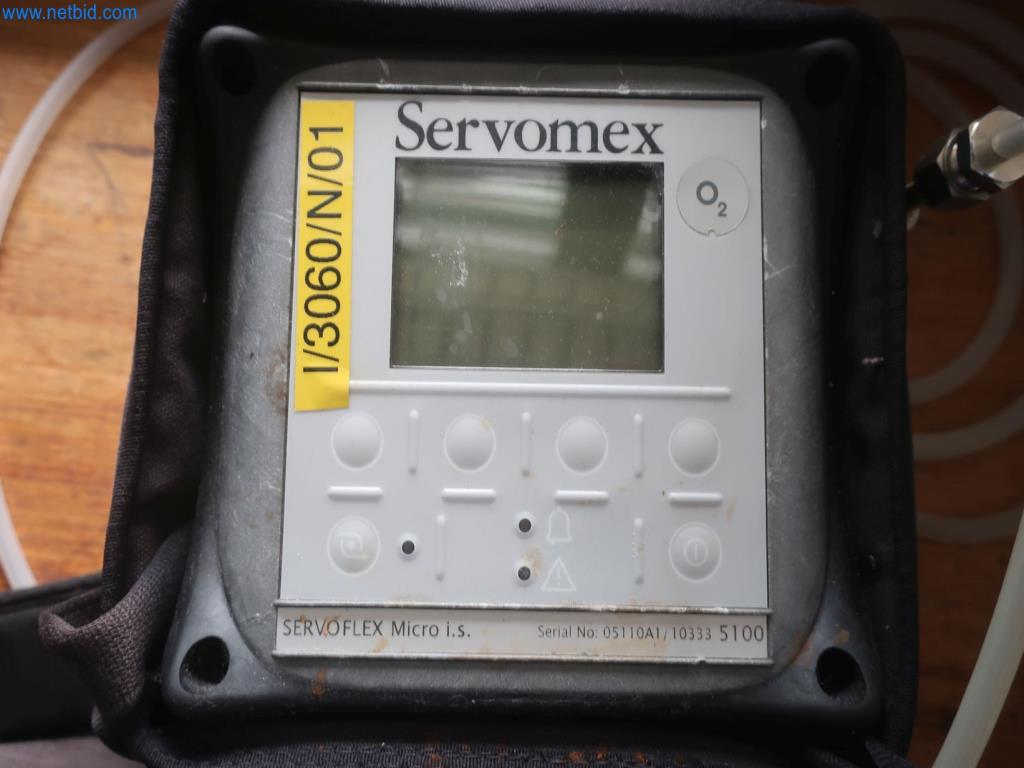 www.netbid.com
Servomex
I/3060/N/01
O2
SERVOFLEX Micro i.s.
Serial No: 05110A1/10333 5100